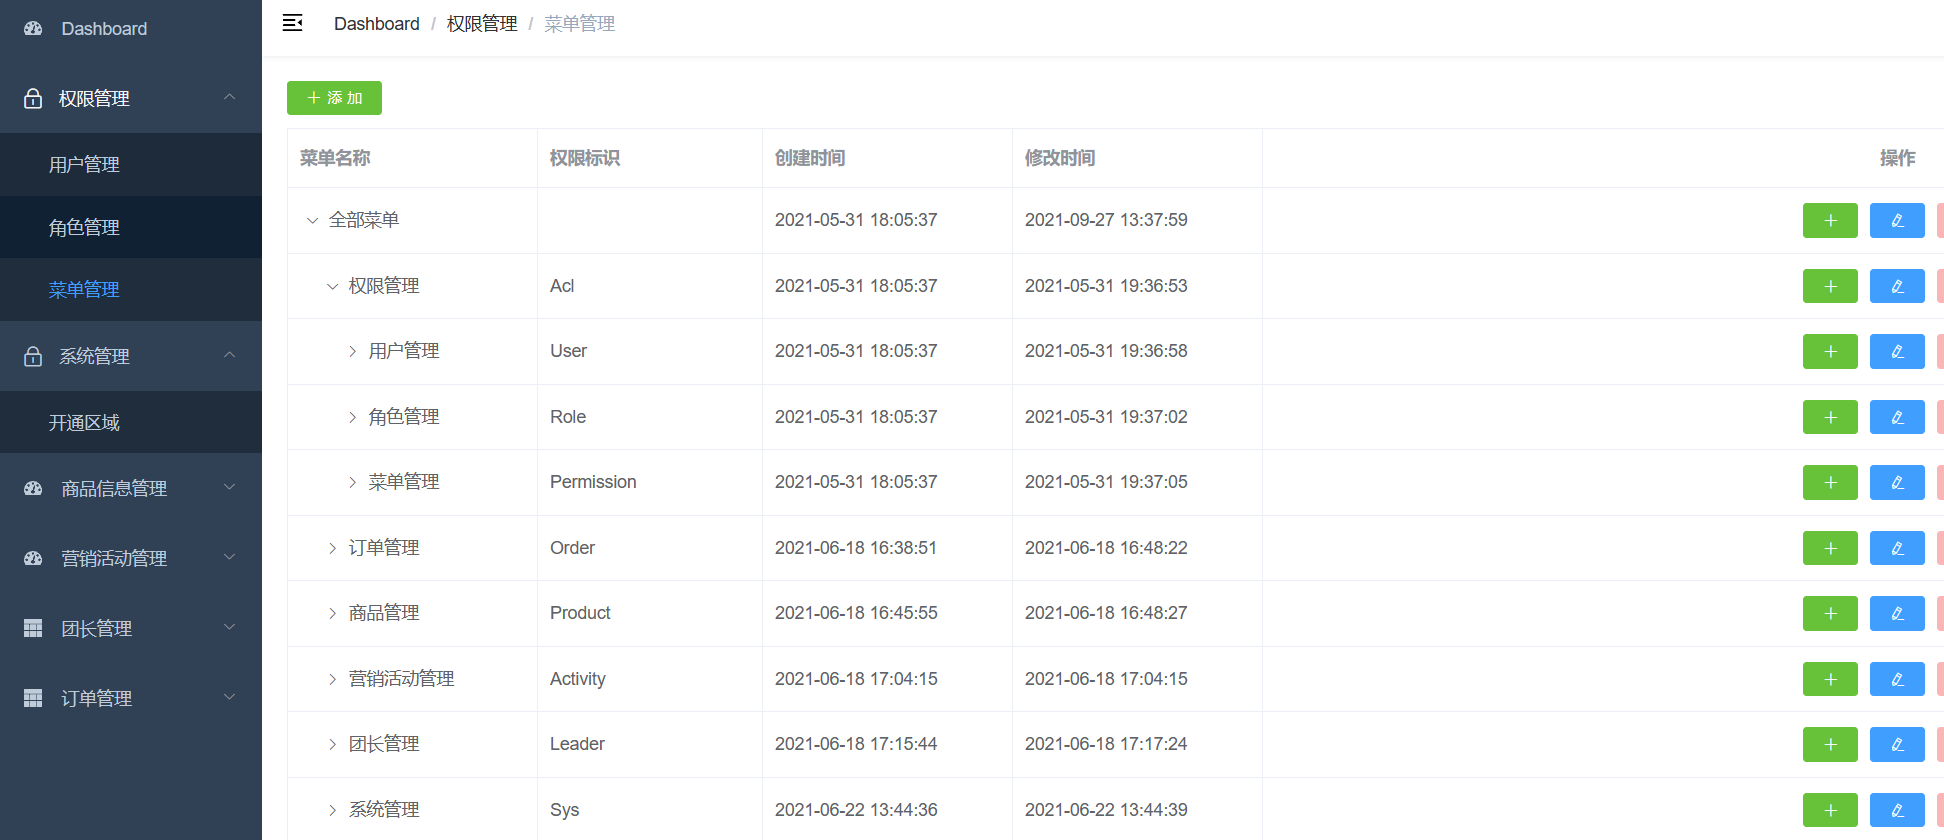 Dashboard
权限管理
用户管理
角色管理
菜单管理
系统管理
开通区域
商品信息管理
营销活动管理
团长管理
订单管理
Dashboard / 权限管理 / 菜单管理
添加
菜单名称 权限标识 创建时间 修改时间 操作
全部菜单 2021-05-31 18:05:37 2021-09-27 13:37:59
权限管理 Acl 2021-05-31 18:05:37 2021-05-31 19:36:53
用户管理 User 2021-05-31 18:05:37 2021-05-31 19:36:58
角色管理 Role 2021-05-31 18:05:37 2021-05-31 19:37:02
菜单管理 Permission 2021-05-31 18:05:37 2021-05-31 19:37:05
订单管理 Order 2021-06-18 16:38:51 2021-06-18 16:48:22
商品管理 Product 2021-06-18 16:45:55 2021-06-18 16:48:27
营销活动管理 Activity 2021-06-18 17:04:15 2021-06-18 17:04:15
团长管理 Leader 2021-06-18 17:15:44 2021-06-18 17:17:24
系统管理 Sys 2021-06-22 13:44:36 2021-06-22 13:44:39